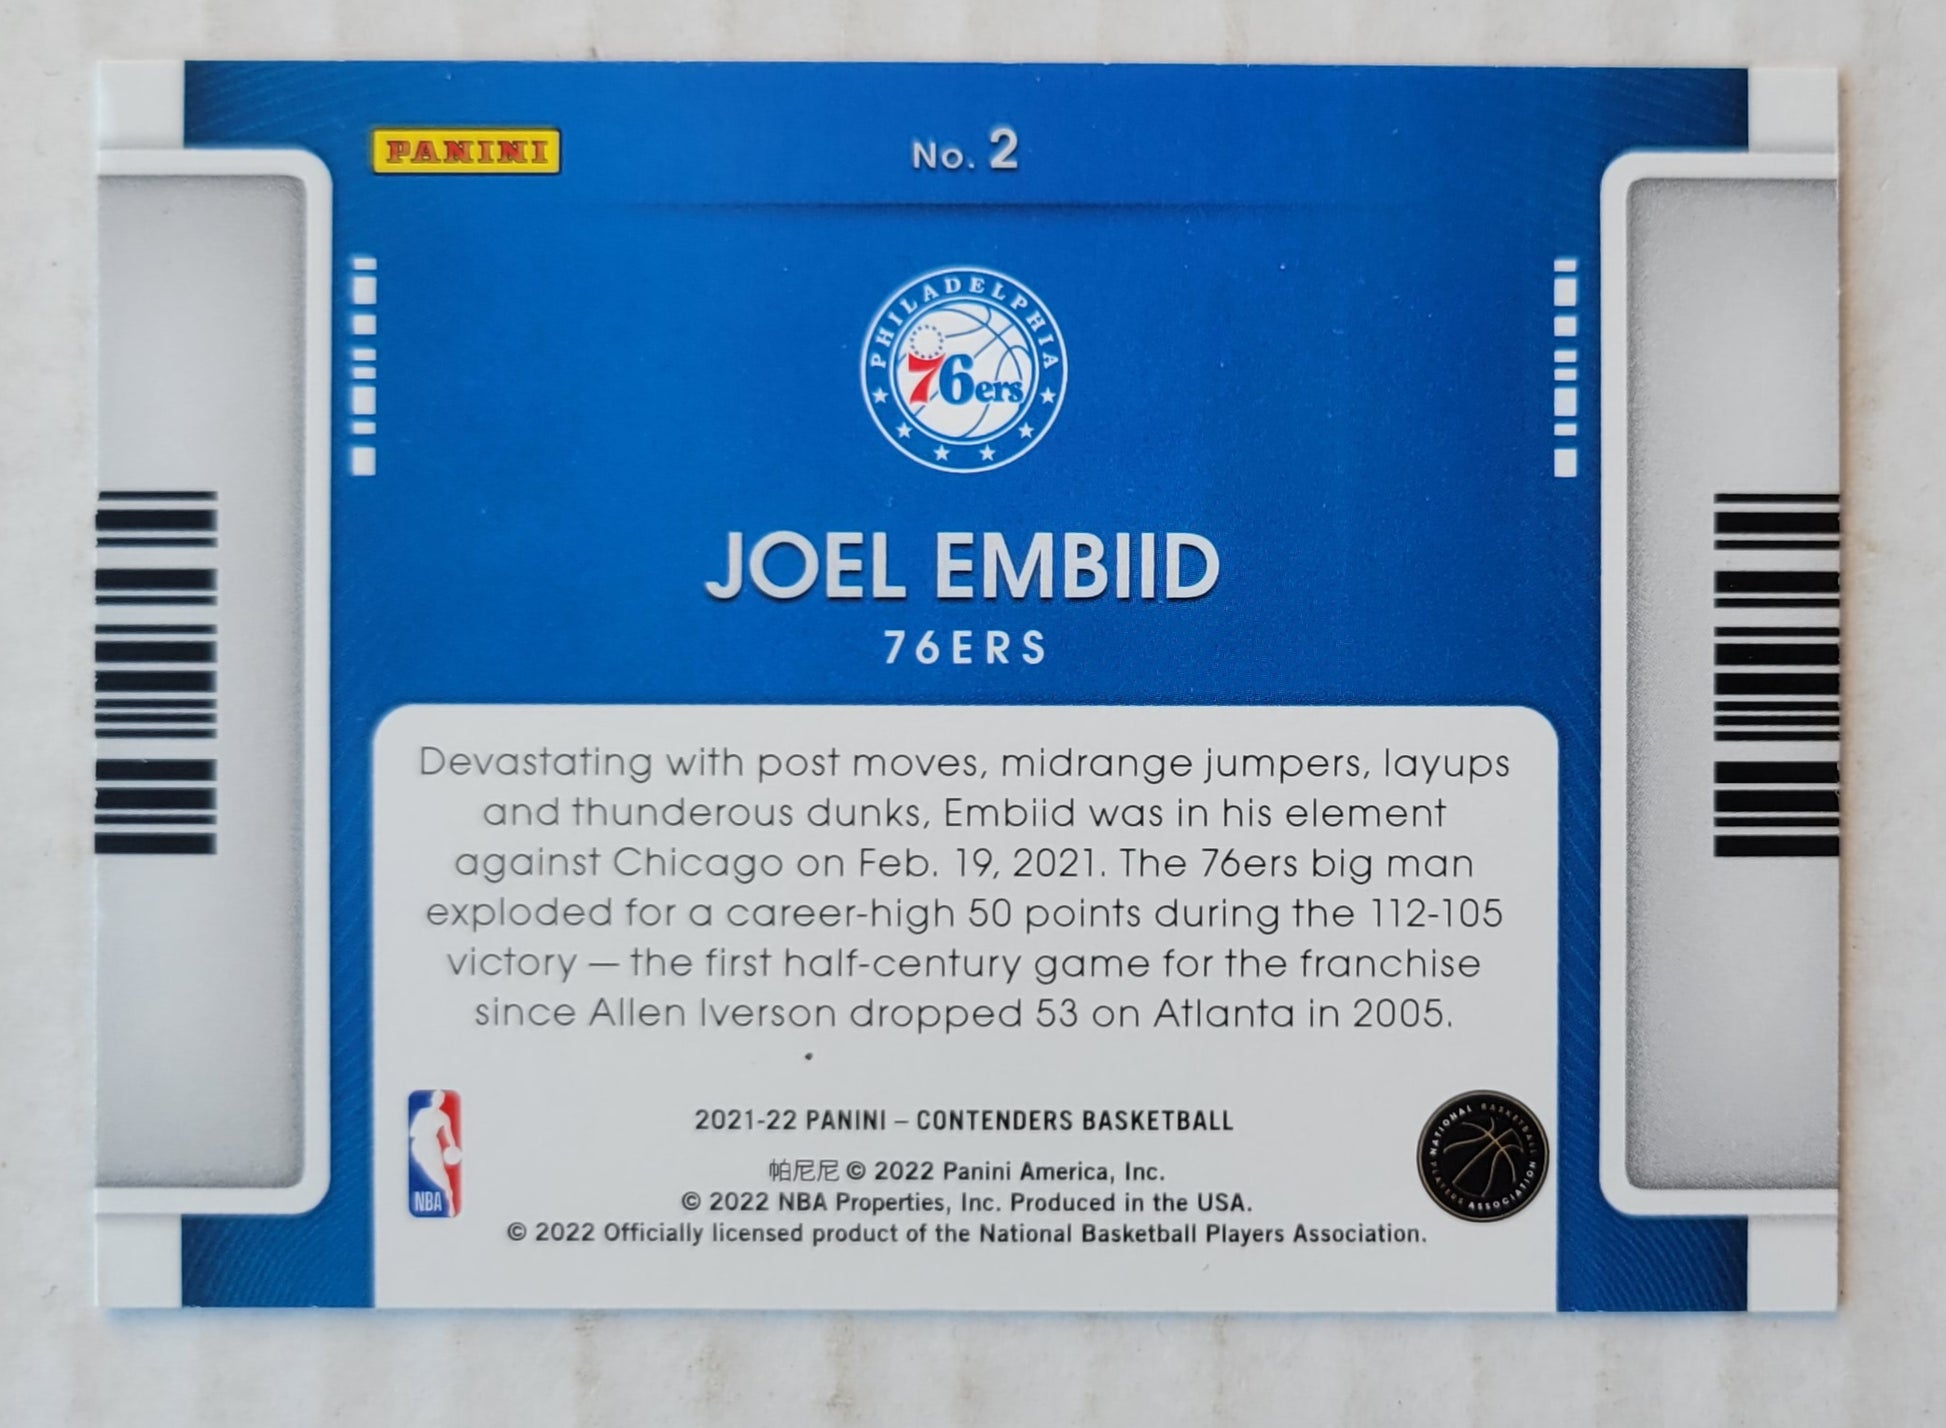 PANINI
No. 2
PHILADELPHIA
76ers
JOEL EMBIID
76ERS
Devastating with post moves, midrange jumpers, layups
and thunderous dunks, Embiid was in his element
against Chicago on Feb. 19, 2021. The 76ers big man
exploded for a career-high 50 points during the 112-105
victory — the first half-century game for the franchise
since Allen Iverson dropped 53 on Atlanta in 2005.
NBA
2021-22 PANINI – CONTENDERS BASKETBALL
帕尼尼 © 2022 Panini America, Inc.
© 2022 NBA Properties, Inc. Produced in the USA.
© 2022 Officially licensed product of the National Basketball Players Association.
NATIONAL BASKETBALL
PLAYERS ASSOCIATION